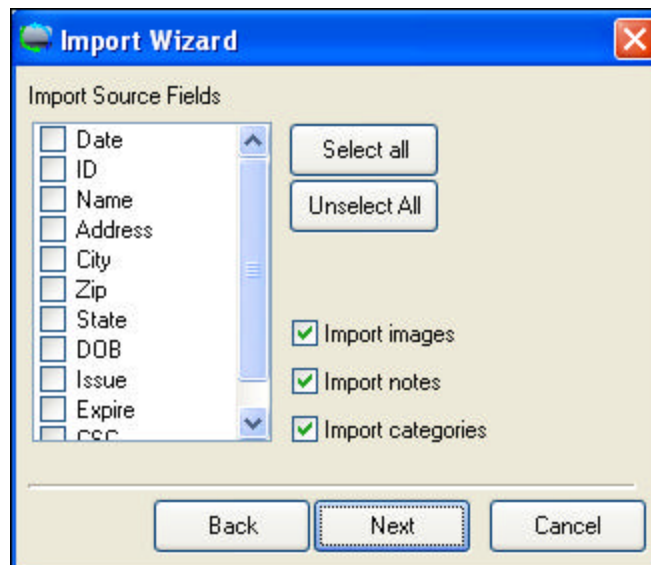 Import Wizard
Import Source Fields
Date
ID
Name
Address
City
Zip
State
DOB
Issue
Expire
Select all
Unselect All
Import images
Import notes
Import categories
Back
Next
Cancel